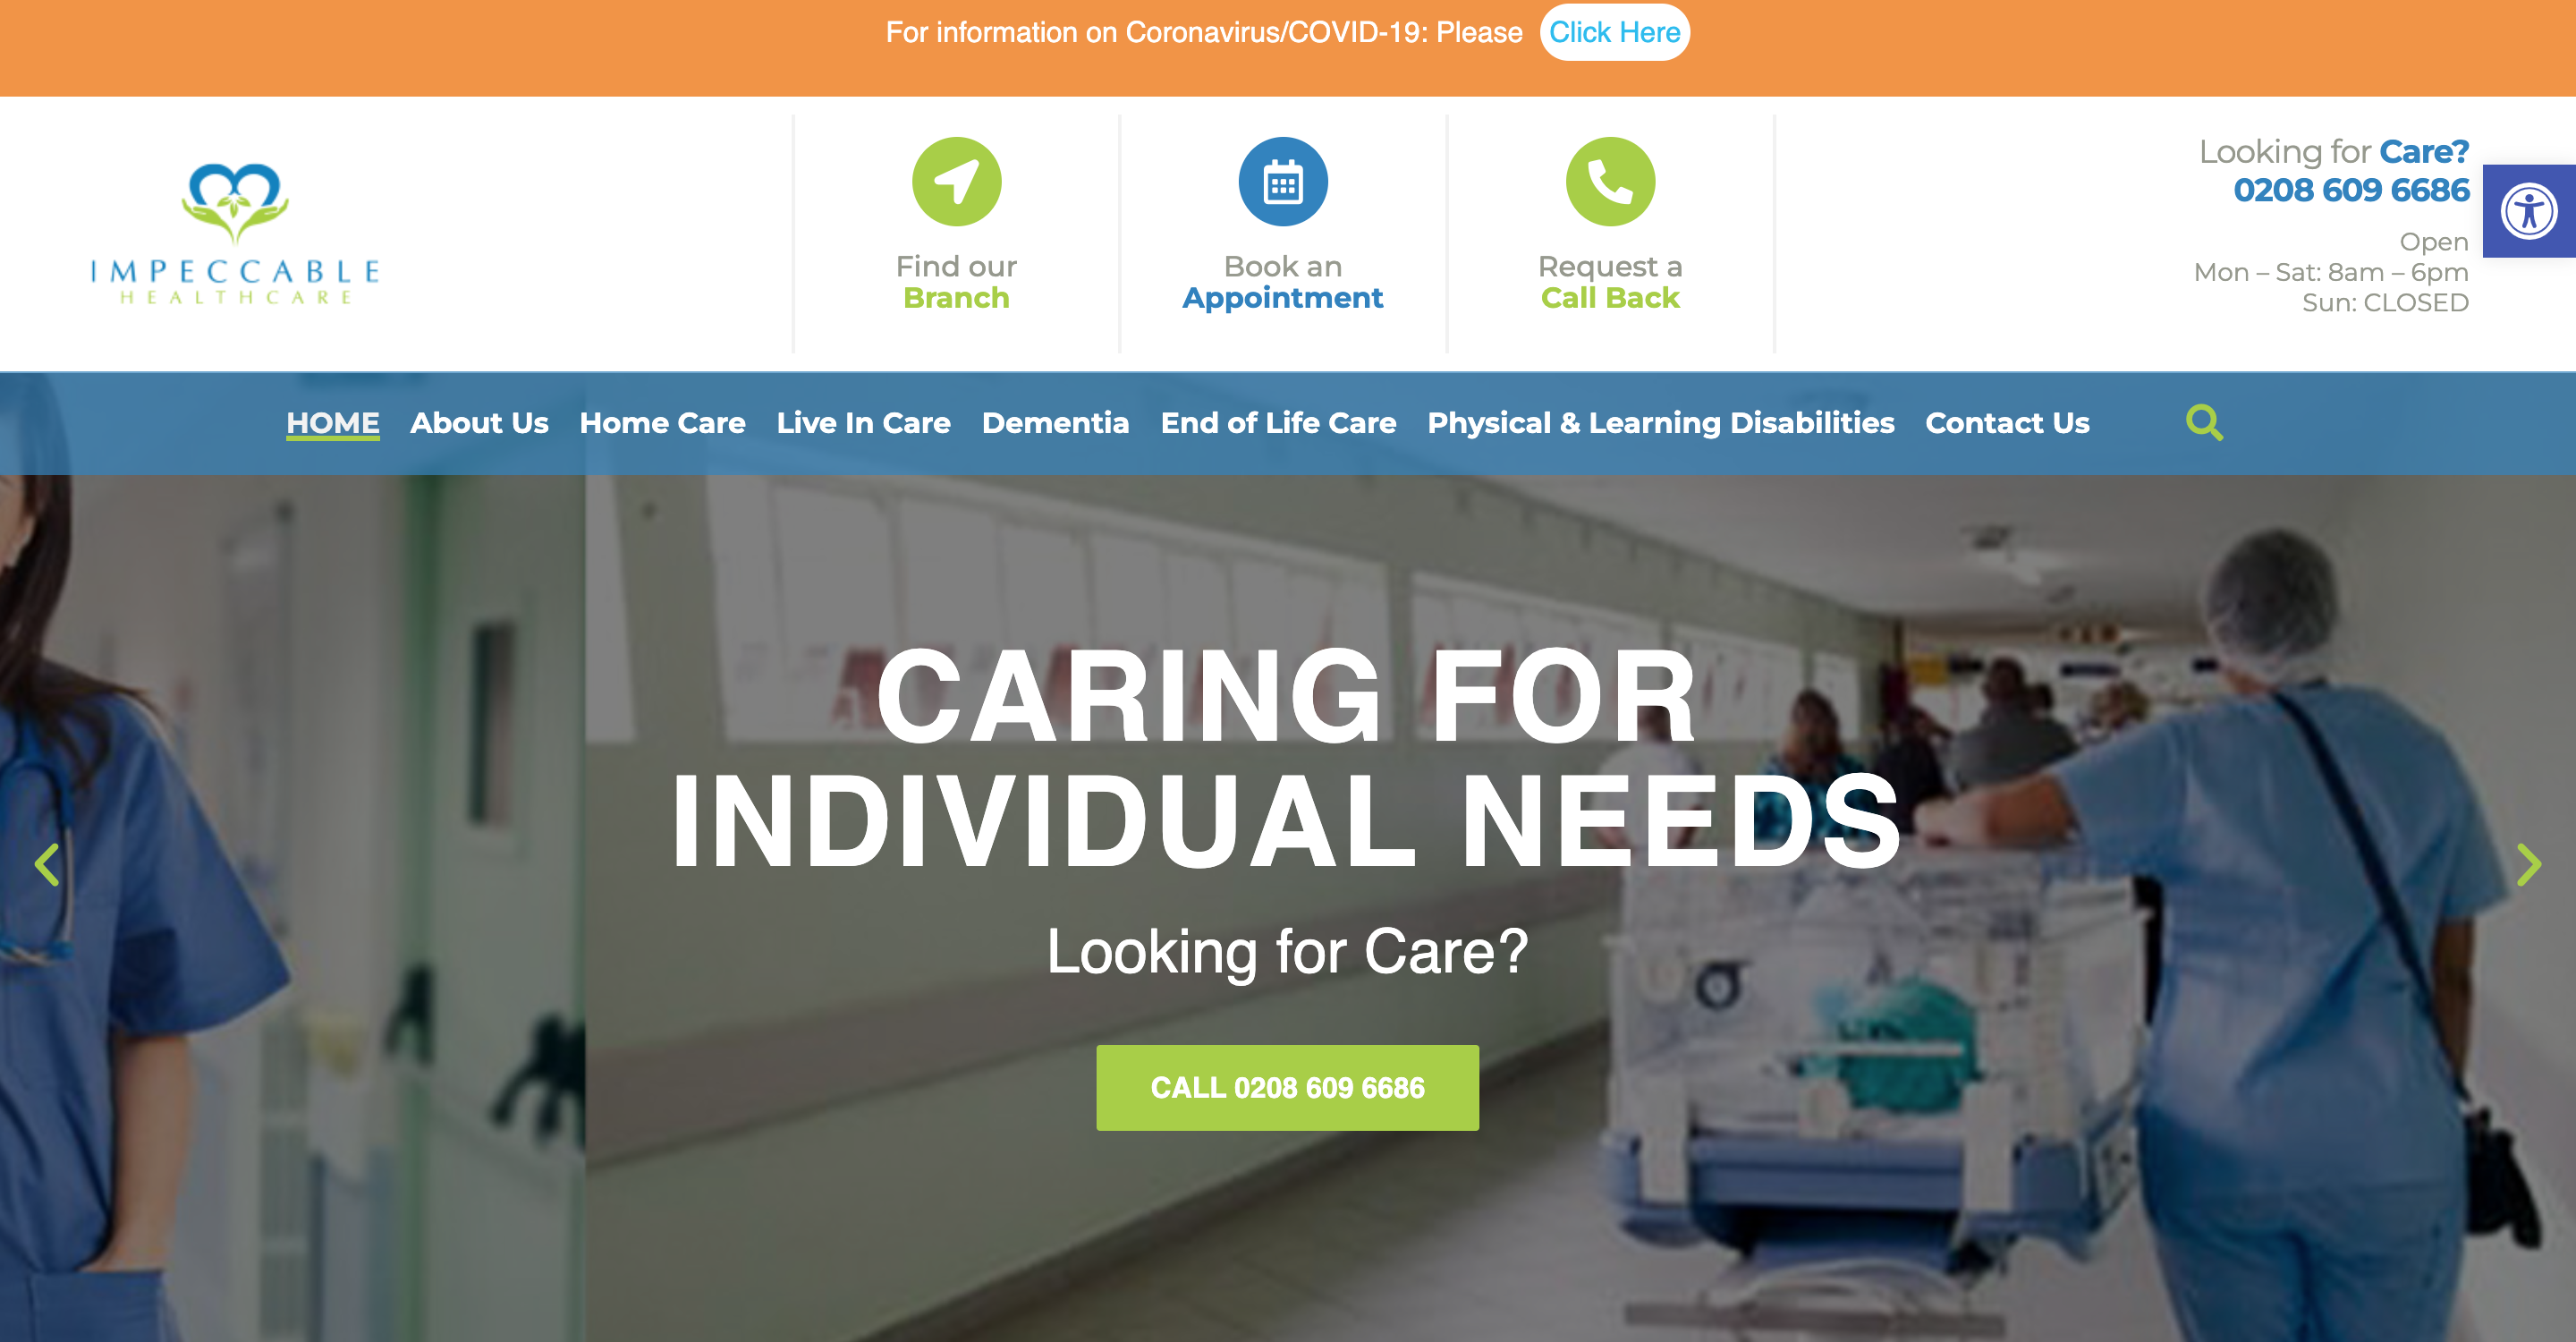 For information on Coronavirus/COVID-19: Please Click Here
IMPECCABLE
HEALTHCARE
Find our
Branch
Book an
Appointment
Request a
Call Back
Looking for Care?
0208 609 6686
Open
Mon – Sat: 8am – 6pm
Sun: CLOSED
HOME About Us Home Care Live In Care Dementia End of Life Care Physical & Learning Disabilities Contact Us
CARING FOR
INDIVIDUAL NEEDS
Looking for Care?
CALL 0208 609 6686